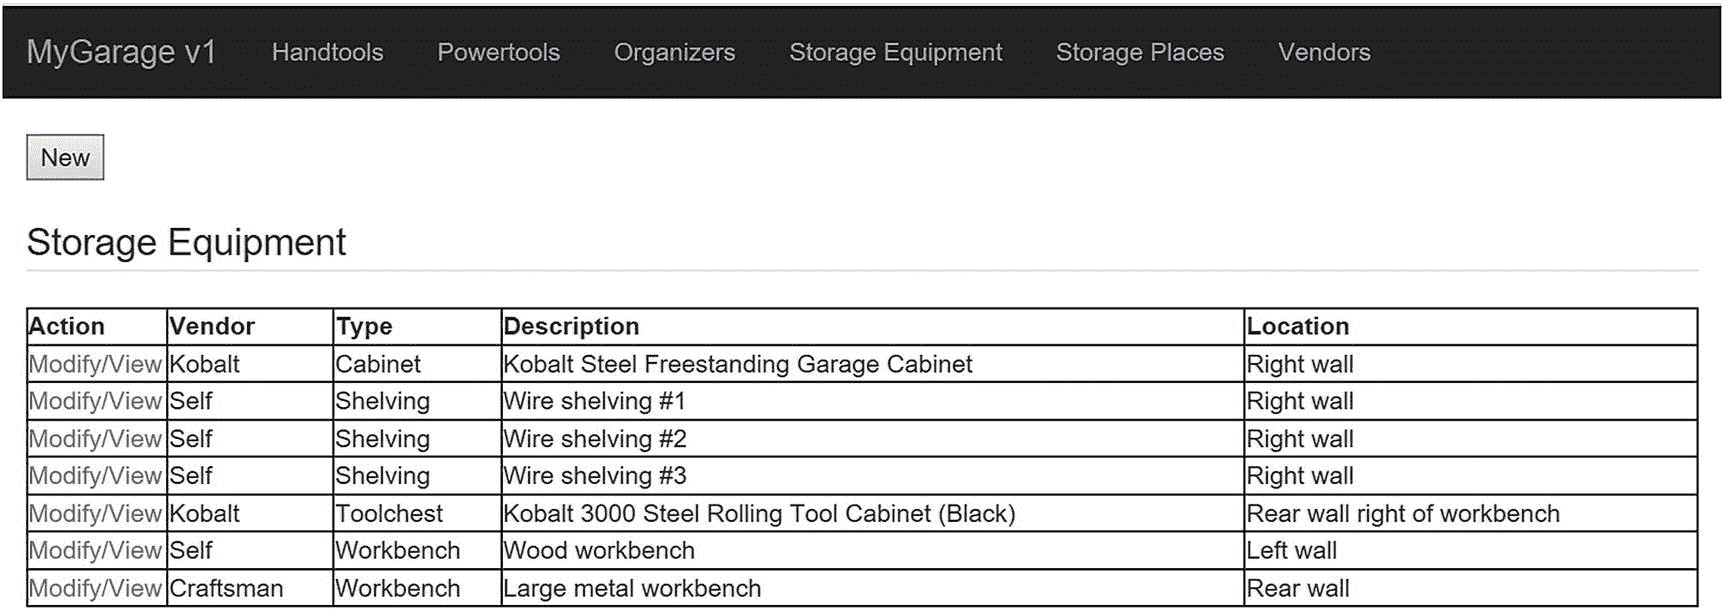 MyGarage v1 Handtools Powertools Organizers Storage Equipment Storage Places Vendors
New
Storage Equipment
Action Vendor Type Description Location
Modify/View Kobalt Cabinet Kobalt Steel Freestanding Garage Cabinet Right wall
Modify/View Self Shelving Wire shelving #1 Right wall
Modify/View Self Shelving Wire shelving #2 Right wall
Modify/View Self Shelving Wire shelving #3 Right wall
Modify/View Kobalt Toolchest Kobalt 3000 Steel Rolling Tool Cabinet (Black) Rear wall right of workbench
Modify/View Self Workbench Wood workbench Left wall
Modify/View Craftsman Workbench Large metal workbench Rear wall